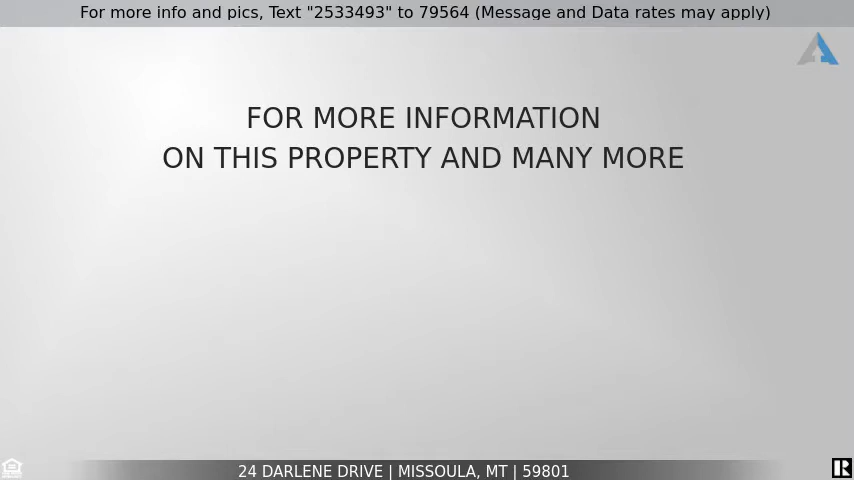 For more info and pics, Text "2533493" to 79564 (Message and Data rates may apply)
FOR MORE INFORMATION
ON THIS PROPERTY AND MANY MORE
24 DARLENE DRIVE | MISSOULA, MT | 59801